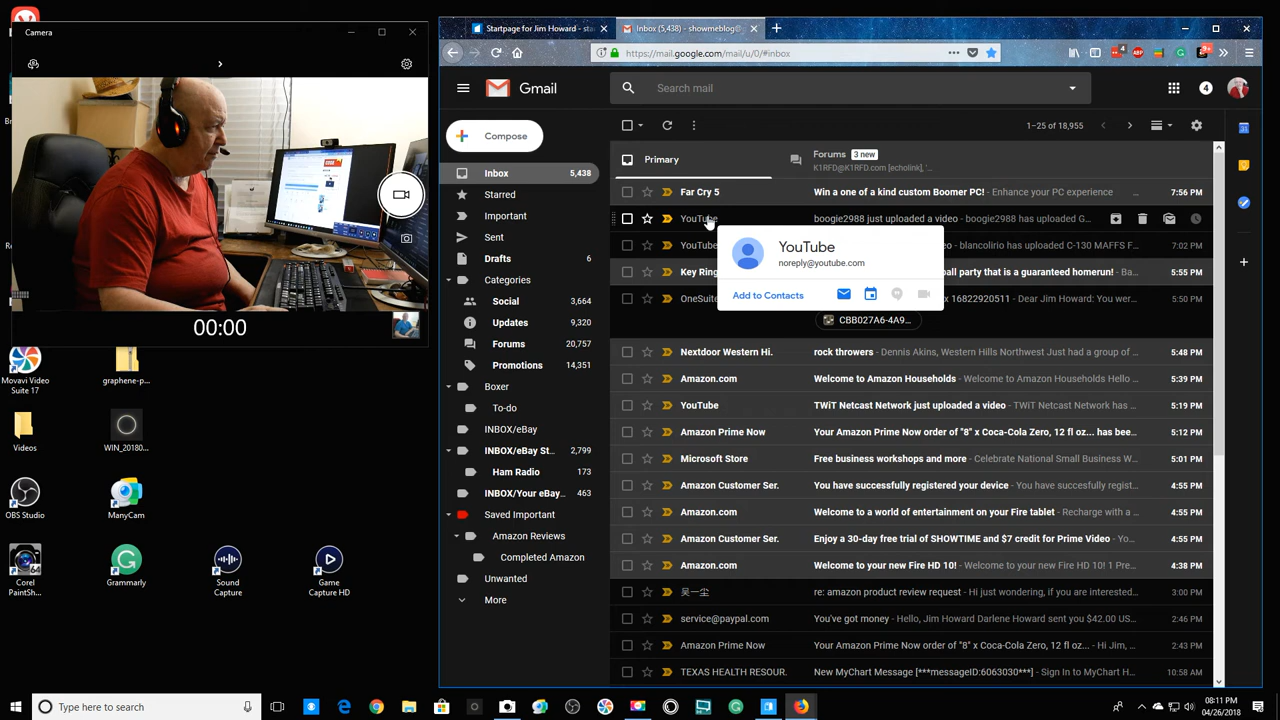 Camera
00:00
Movavi Video
Suite 17
graphene-p...
Videos
WIN_20180...
OBS Studio
ManyCam
Corel
PaintSh...
Grammarly
Sound
Capture
Game
Capture HD
Startpage for Jim Howard - sta
Inbox (5,438) - showmeblog@
https://mail.google.com/mail/u/0/#inbox
4
9+
Gmail
Search mail
4
Compose
1–25 of 18,955
Inbox 5,438
Starred
Important
Sent
Drafts 6
Categories
Social 3,664
Updates 9,320
Forums 20,757
Promotions 14,351
Boxer
To-do
INBOX/eBay
INBOX/eBay St... 2,799
Ham Radio 173
INBOX/Your eBay... 463
Saved Important
Amazon Reviews
Completed Amazon
Unwanted
More
Primary
Forums 3 new
K1RFD@K1RFD.com [echolink], '...
Far Cry 5 Win a one of a kind custom Boomer PC! - Enhance your PC experience 7:56 PM
YouTube boogie2988 just uploaded a video - boogie2988 has uploaded G...
YouTube
noreply@youtube.com
Add to Contacts
blancolirio has uploaded C-130 MAFFS F... 7:02 PM
Key Ring ball party that is a guaranteed homerun! - Ba... 5:55 PM
OneSuite x 16822920511 - Dear Jim Howard: You wer... 5:50 PM
CBB027A6-4A9...
Nextdoor Western Hi. rock throwers - Dennis Akins, Western Hills Northwest Just had a group of ... 5:48 PM
Amazon.com Welcome to Amazon Households - Welcome to Amazon Households Hello ... 5:39 PM
YouTube TWiT Netcast Network just uploaded a video - TWiT Netcast Network ... 5:19 PM
Amazon Prime Now Your Amazon Prime Now order of "8" x Coca-Cola Zero, 12 fl oz... has bee... 5:12 PM
Microsoft Store Free business workshops and more - Celebrate National Small Business W... 5:01 PM
Amazon Customer Ser. You have successfully registered your device - You have succesfully regist... 4:55 PM
Amazon.com Welcome to a world of entertainment on your Fire tablet - Recharge with a ... 4:55 PM
Amazon Customer Ser. Enjoy a 30-day free trial of SHOWTIME and $7 credit for Prime Video - Yo... 4:55 PM
Amazon.com Welcome to your new Fire HD 10! - Welcome to your new Fire HD 10! 1 Pre... 4:38 PM
吴一尘 re: amazon product review request - Hi Just wondering, if you are interested... 3:00 PM
service@paypal.com You've got money - Hello, Jim Howard Darlene Howard sent you $42.00 US... 2:46 PM
Amazon Prime Now Your Amazon Prime Now order of "8" x Coca-Cola Zero, 12 fl oz... - Hi Jim, ... 2:43 PM
TEXAS HEALTH RESOUR. New MyChart Message [***messageID:6063030***] - Sign In to MyChart H... 10:58 AM
Type here to search
08:11 PM
04/26/2018